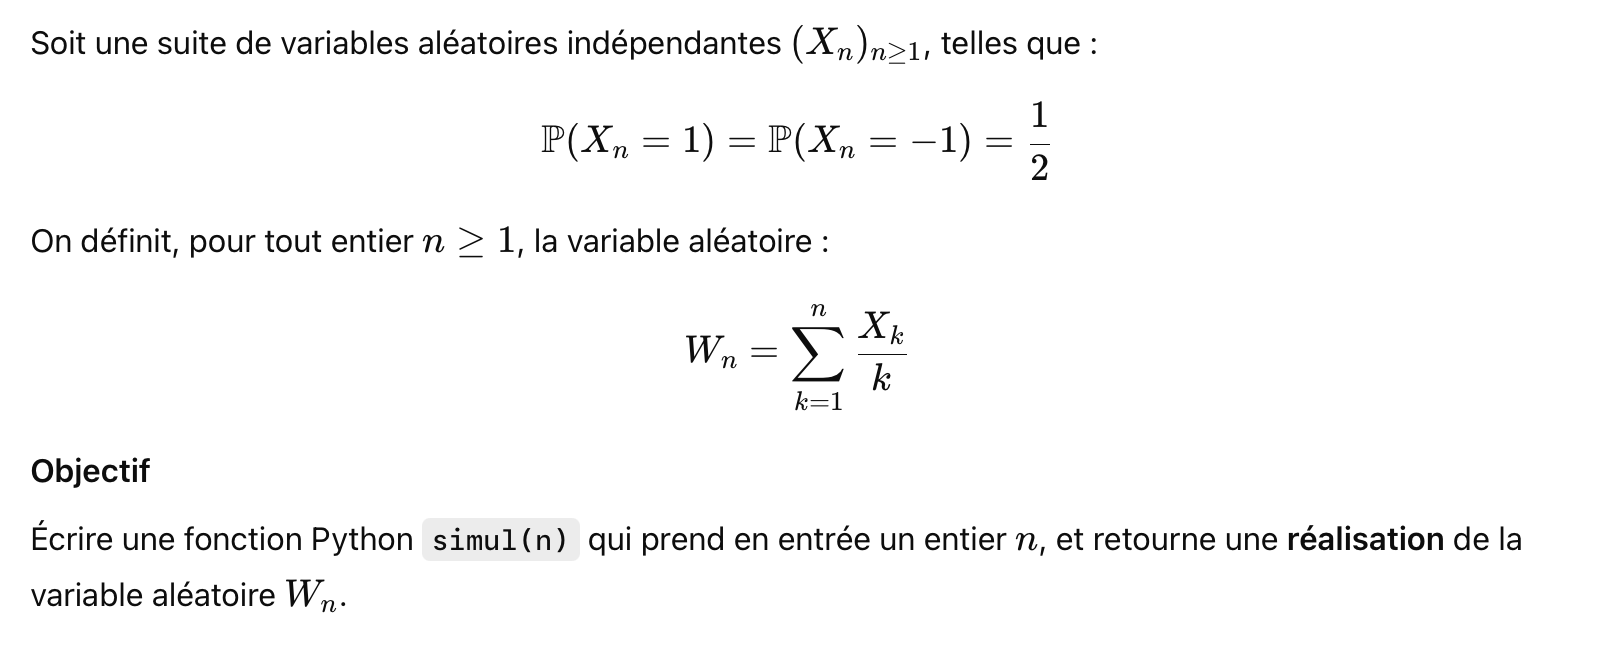 Soit une suite de variables aléatoires indépendantes $(X_n)_{n \geq 1}$, telles que :
$$\mathbb{P}(X_n = 1) = \mathbb{P}(X_n = -1) = \frac{1}{2}$$
On définit, pour tout entier $n \geq 1$, la variable aléatoire :
$$W_n = \sum_{k=1}^{n} \frac{X_k}{k}$$
Objectif
Écrire une fonction Python simul(n) qui prend en entrée un entier $n$, et retourne une réalisation de la
variable aléatoire $W_n$.